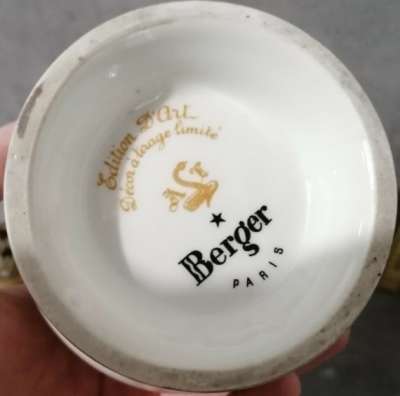 Edition D'Art
Décor à tirage limité
Berger
PARIS